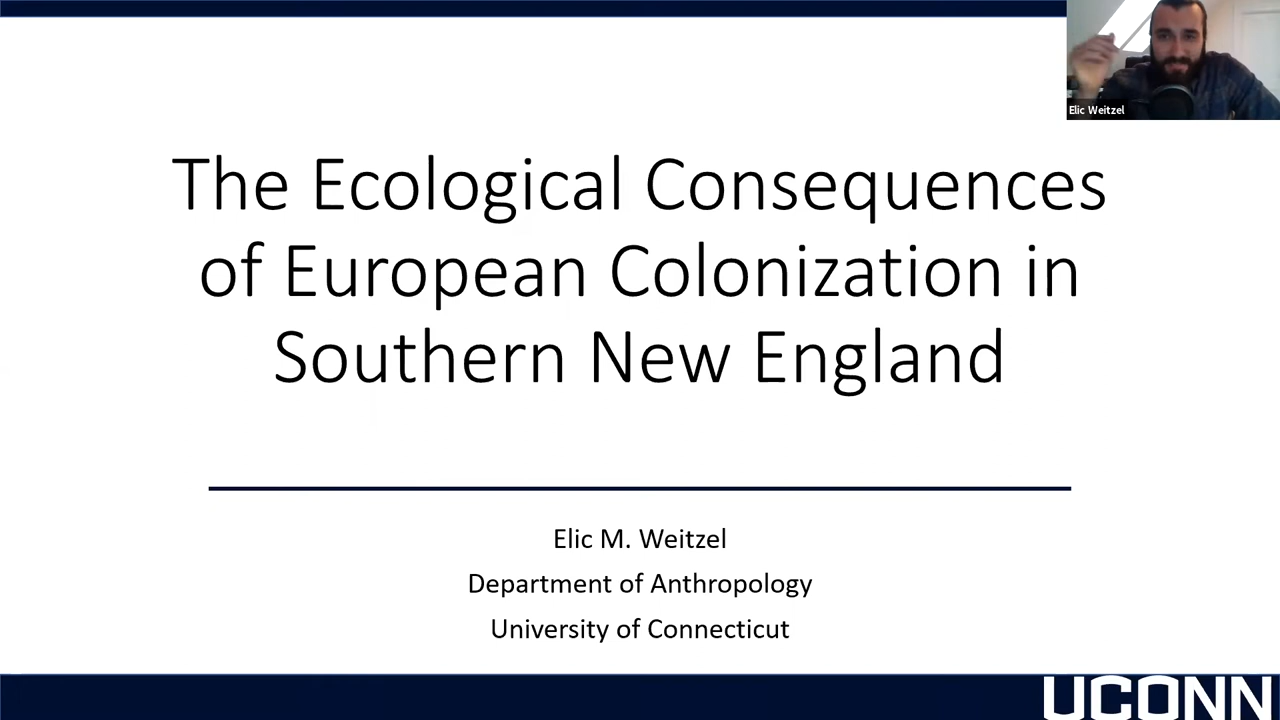 Elic Weitzel
The Ecological Consequences
of European Colonization in
Southern New England
Elic M. Weitzel
Department of Anthropology
University of Connecticut
UCONN